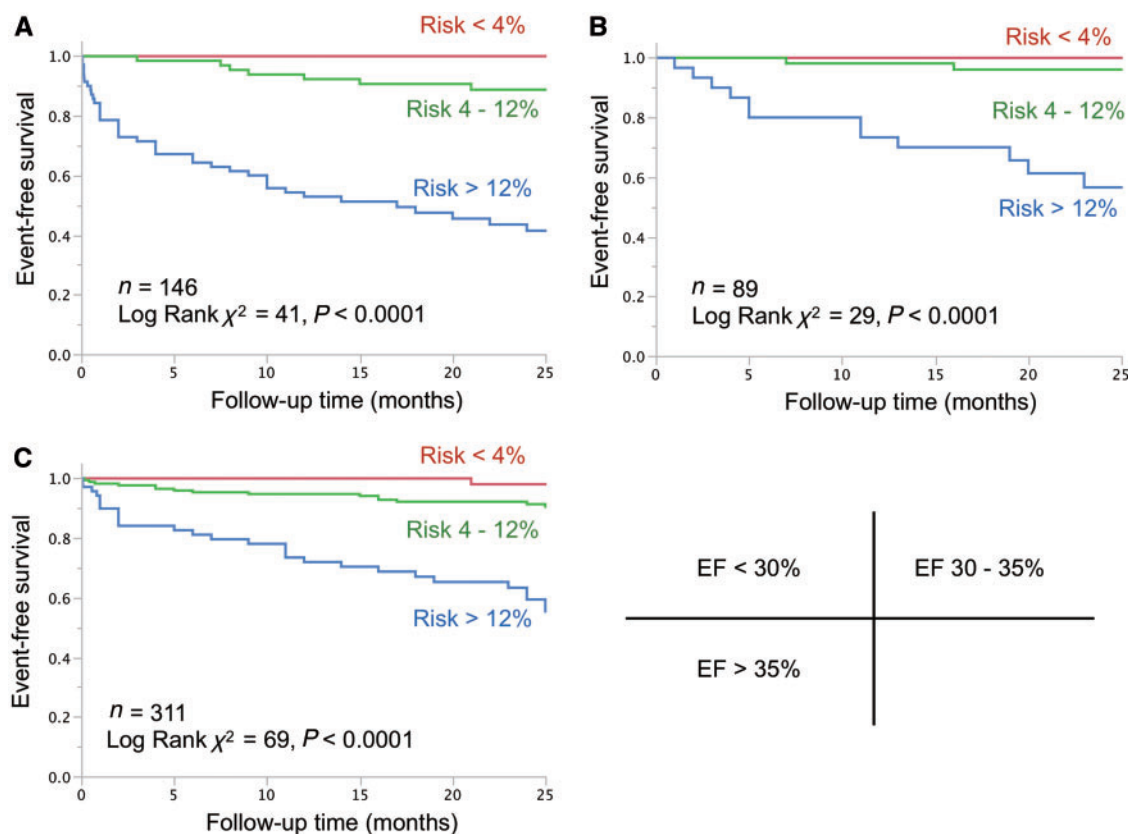 A
Risk < 4%
1.0
0.8
0.6
0.4
0.2
0.0
Event-free survival
Risk 4 - 12%
Risk > 12%
n = 146
Log Rank χ² = 41, P < 0.0001
0 5 10 15 20 25
Follow-up time (months)
B
Risk < 4%
1.0
0.8
0.6
0.4
0.2
0.0
Event-free survival
Risk 4 - 12%
Risk > 12%
n = 89
Log Rank χ² = 29, P < 0.0001
0 5 10 15 20 25
Follow-up time (months)
C
Risk < 4%
1.0
0.8
0.6
0.4
0.2
0.0
Event-free survival
Risk 4 - 12%
Risk > 12%
n = 311
Log Rank χ² = 69, P < 0.0001
0 5 10 15 20 25
Follow-up time (months)
EF < 30%
EF 30 - 35%
EF > 35%